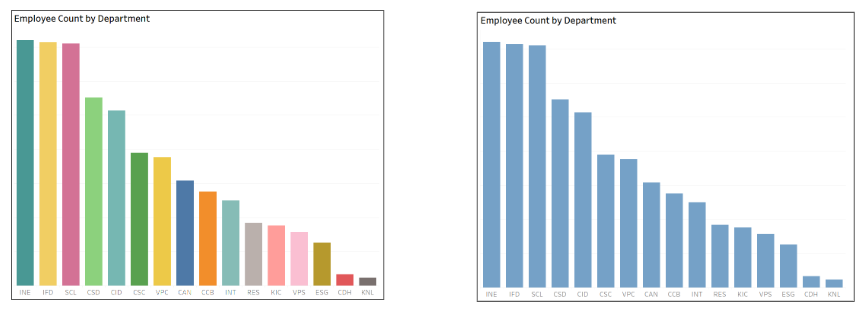 Employee Count by Department
INE IFD SCL CSD CID CSC VPC CAN CCB INT RES KIC VPS ESG CDH KNL
Employee Count by Department
INE IFD SCL CSD CID CSC VPC CAN CCB INT RES KIC VPS ESG CDH KNL